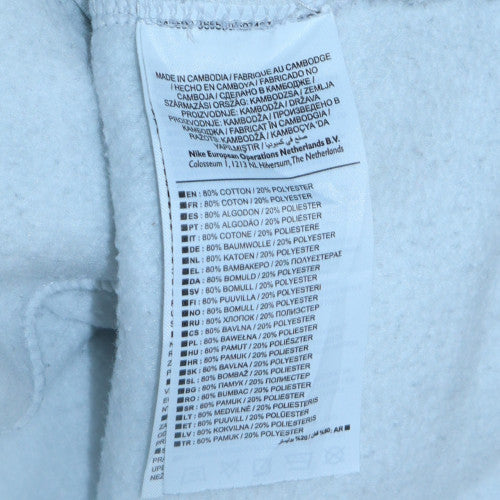 MADE IN CAMBODIA / FABRIQUE AU CAMBODGE
HECHO EN CAMBOYA / FABRICADO NO
CAMBOJA / СДЕЛАНО В КАМБОДЖЕ /
SZÁRMAZÁSI ORSZÁG: KAMBODZSA / ZEMLJA
PROIZVODNJE: KAMBODŽA / DRŽAVA
PROIZVODNJE: KAMBODŽA / ПРОИЗВЕДЕНО В
КАМБОДЖА / FABRICAT ÎN CAMBODGIA /
RAŽOTS: KAMBODŽA / KAMBOÇYA 'DA
YAPILMIŞTIR / صنع في كمبوديا
Nike European Operations Netherlands B.V.
Colosseum 1, 1213 NL Hilversum, The Netherlands
EN : 80% COTTON / 20% POLYESTER
FR : 80% COTON / 20% POLYESTER
ES : 80% ALGODON / 20% POLIESTER
PT : 80% ALGODÃO / 20% POLIESTER
IT : 80% COTONE / 20% POLIESTERE
DE : 80% BAUMWOLLE / 20% POLYESTER
NL : 80% KATOEN / 20% POLYESTER
EL : 80% ΒΑΜΒΑΚΕΡΟ / 20% ΠΟΛΥΕΣΤΕΡΑΣ
DA : 80% BOMULD / 20% POLYESTER
SV : 80% BOMULL / 20% POLYESTER
FI : 80% PUUVILLA / 20% POLYESTER
NO : 80% BOMULL / 20% POLYESTER
RU : 80% ХЛОПОК / 20% ПОЛИЭСТЕР
CS : 80% BAVLNA / 20% POLYESTER
PL : 80% BAWEŁNA / 20% POLIESTER
HU : 80% PAMUT / 20% POLIÉSZTER
HR : 80% PAMUK / 20% POLIESTER
SK : 80% BAVLNA / 20% POLYESTER
SL : 80% BOMBAŽ / 20% POLIESTER
BG : 80% ПАМУК / 20% ПОЛИЕСТЕР
RO : 80% BUMBAC / 20% POLIESTER
SR : 80% PAMUK / 20% POLIESTER
LT : 80% MEDVILNĖ / 20% POLIESTERIS
ET : 80% PUUVILL / 20% POLÜESTER
LV : 80% KOKVILNA / 20% POLIESTERS
TR : 80% PAMUK / 20% POLYESTER